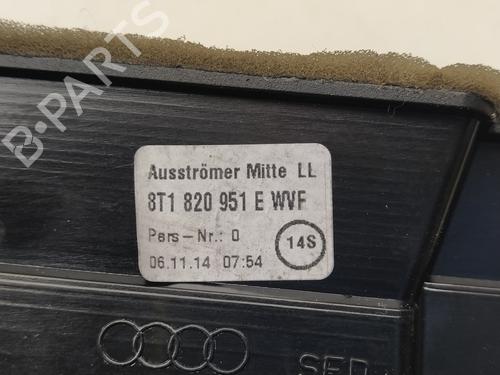 B-PARTS
Ausströmer Mitte LL
8T1 820 951 E WVF
Pers-Nr.: 0
14S
06.11.14 07:54